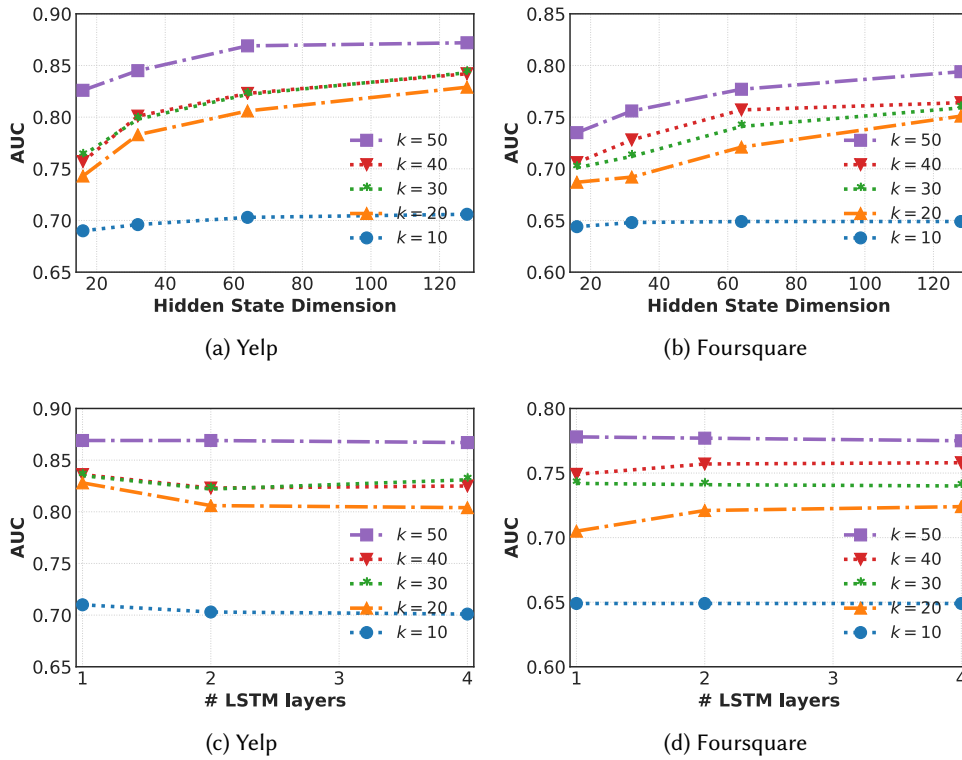 0.90
0.85
0.80
0.75
0.70
0.65
AUC
k = 50
k = 40
k = 30
k = 20
k = 10
20 40 60 80 100 120
Hidden State Dimension
(a) Yelp
0.85
0.80
0.75
0.70
0.65
0.60
AUC
k = 50
k = 40
k = 30
k = 20
k = 10
20 40 60 80 100 120
Hidden State Dimension
(b) Foursquare
0.90
0.85
0.80
0.75
0.70
0.65
AUC
k = 50
k = 40
k = 30
k = 20
k = 10
1 2 3 4
# LSTM layers
(c) Yelp
0.80
0.75
0.70
0.65
0.60
AUC
k = 50
k = 40
k = 30
k = 20
k = 10
1 2 3 4
# LSTM layers
(d) Foursquare